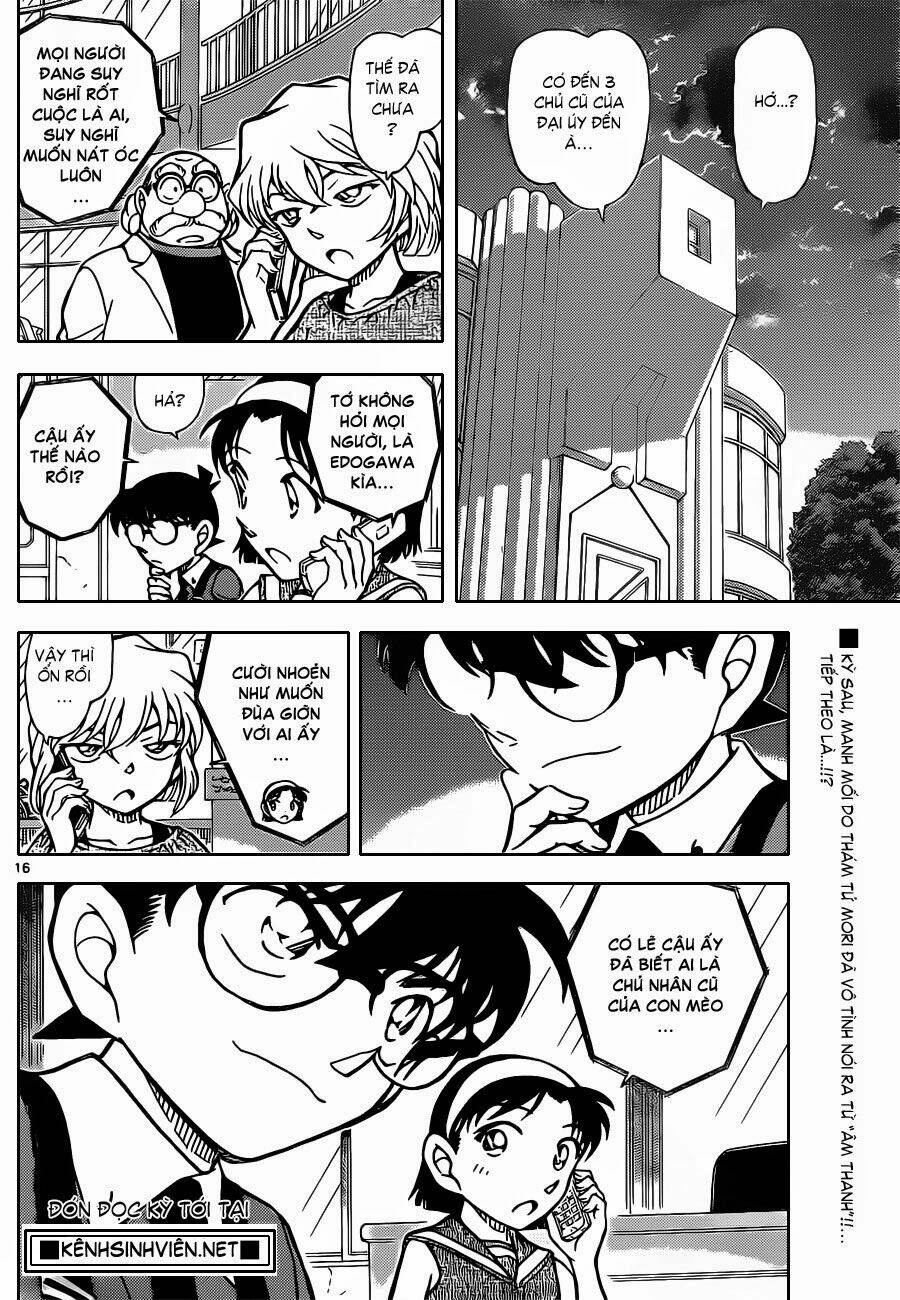 HỞ...?
CÓ ĐẾN 3
CHỦ CŨ CỦA
ĐẠI ÚY ĐẾN
À...
THẾ ĐÃ
TÌM RA
CHƯA
?
MỌI NGƯỜI
ĐANG SUY
NGHĨ RỐT
CUỘC LÀ AI,
SUY NGHĨ
MUỐN NÁT ÓC
LUÔN
...
TỚ KHÔNG
HỎI MỌI
NGƯỜI, LÀ
EDOGAWA
KÌA...
HẢ?
CẬU ẤY
THẾ NÀO
RỒI?
CƯỜI NHOẺN
NHƯ MUỐN
ĐÙA GIỠN
VỚI AI ẤY
...
VẬY THÌ
ỔN RỒI
...
16
CÓ LẼ CẬU ẤY
ĐÃ BIẾT AI LÀ
CHỦ NHÂN CŨ
CỦA CON MÈO
...
■ KỲ SAU, MANH MỐI DO THÁM TỬ MORI ĐÃ VÔ TÌNH NÓI RA TỪ "ÂM THANH"!!...
TIẾP THEO LÀ...!!?
ĐÓN ĐỌC KỲ TỚI TẠI
■KÊNHSINHVIÊN.NET■